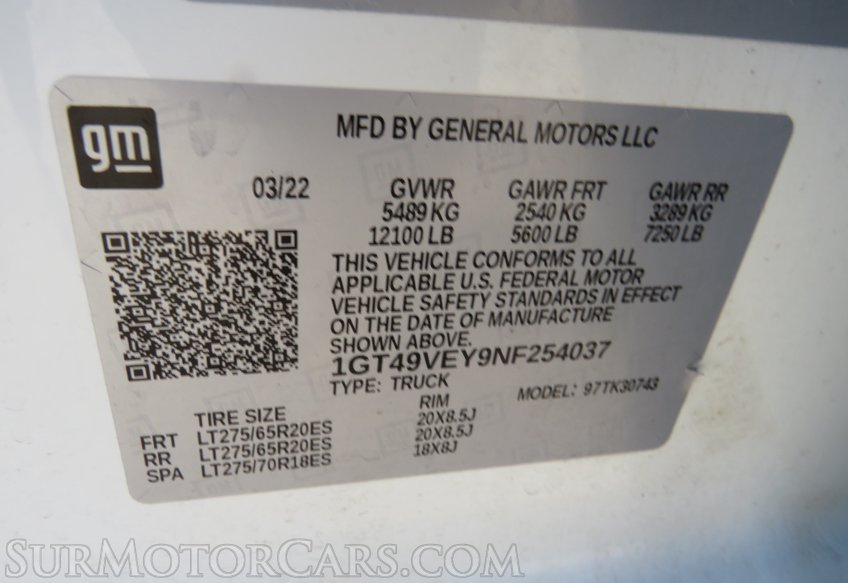 gm
MFD BY GENERAL MOTORS LLC
03/22 GVWR GAWR FRT GAWR RR
5489 KG 2540 KG 3289 KG
12100 LB 5600 LB 7250 LB
THIS VEHICLE CONFORMS TO ALL
APPLICABLE U.S. FEDERAL MOTOR
VEHICLE SAFETY STANDARDS IN EFFECT
ON THE DATE OF MANUFACTURE
SHOWN ABOVE.
1GT49VEY9NF254037
TYPE: TRUCK MODEL: 97TK30743
TIRE SIZE RIM
FRT LT275/65R20ES 20X8.5J
RR LT275/65R20ES 20X8.5J
SPA LT275/70R18ES 18X8J
SURMOTORCARS.COM